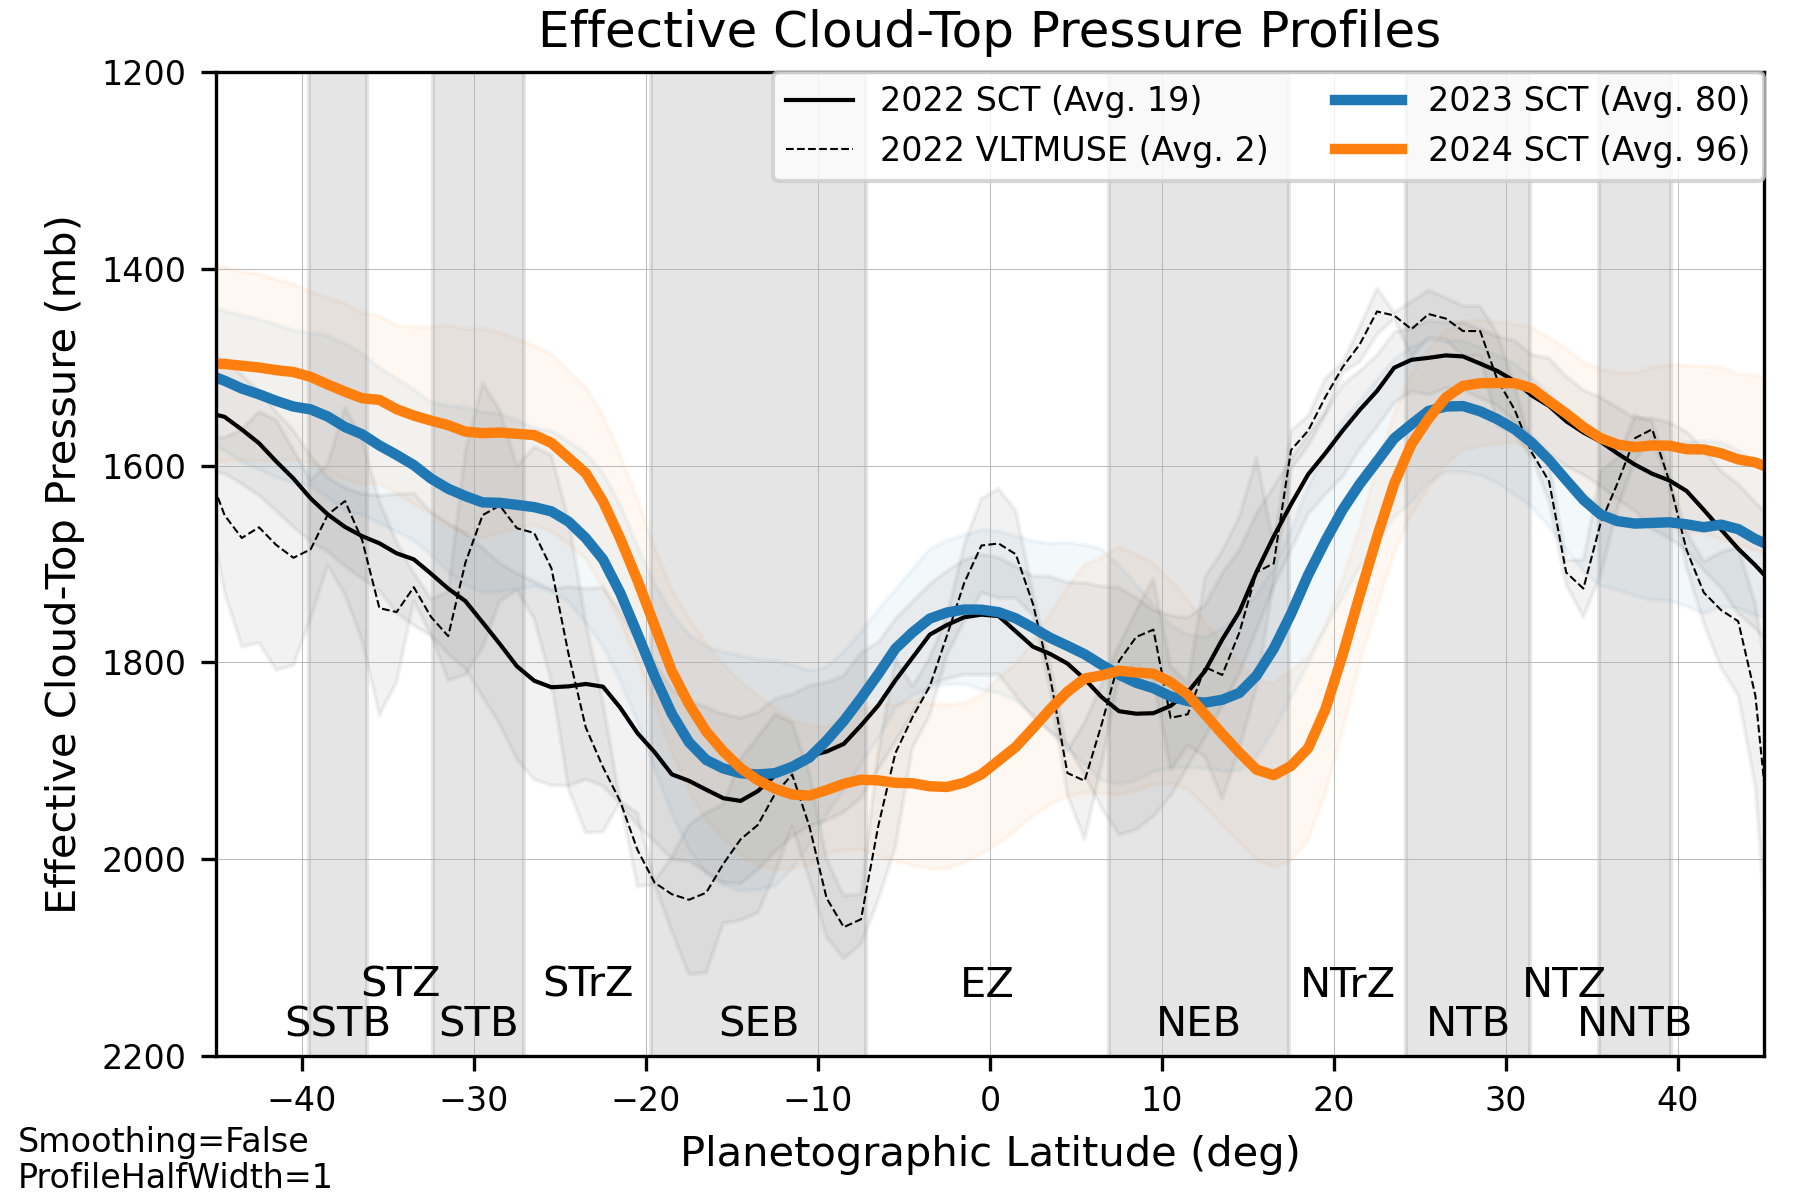 Effective Cloud-Top Pressure Profiles
1200
1400
1600
1800
2000
2200
Effective Cloud-Top Pressure (mb)
2022 SCT (Avg. 19)
2022 VLTMUSE (Avg. 2)
2023 SCT (Avg. 80)
2024 SCT (Avg. 96)
STZ
STrZ
EZ
NTrZ
NTZ
SSTB
STB
SEB
NEB
NTB
NNTB
−40
−30
−20
−10
0
10
20
30
40
Planetographic Latitude (deg)
Smoothing=False
ProfileHalfWidth=1